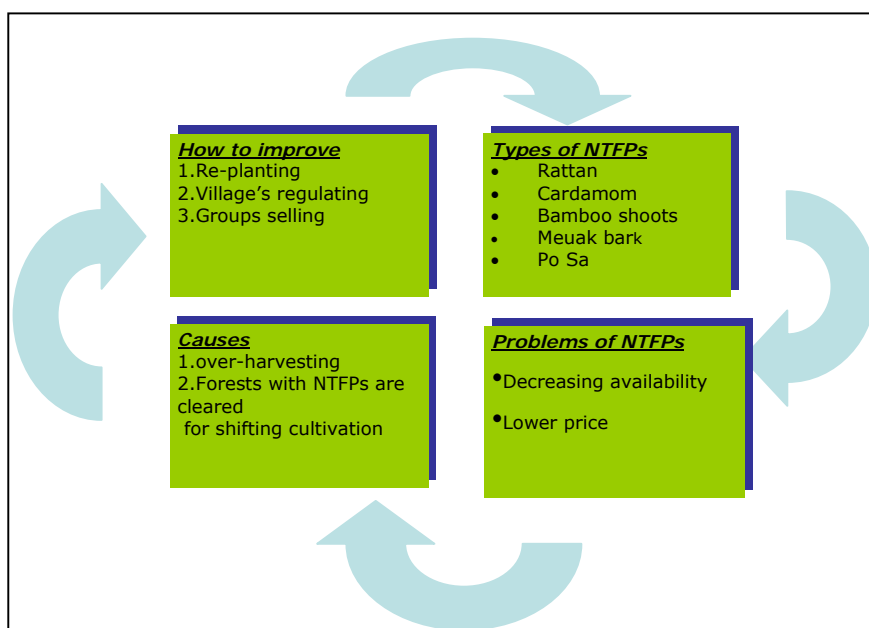 How to improve
1.Re-planting
2.Village's regulating
3.Groups selling
Types of NTFPs
• Rattan
• Cardamom
• Bamboo shoots
• Meuak bark
• Po Sa
Causes
1.over-harvesting
2.Forests with NTFPs are
cleared
for shifting cultivation
Problems of NTFPs
•Decreasing availability
•Lower price